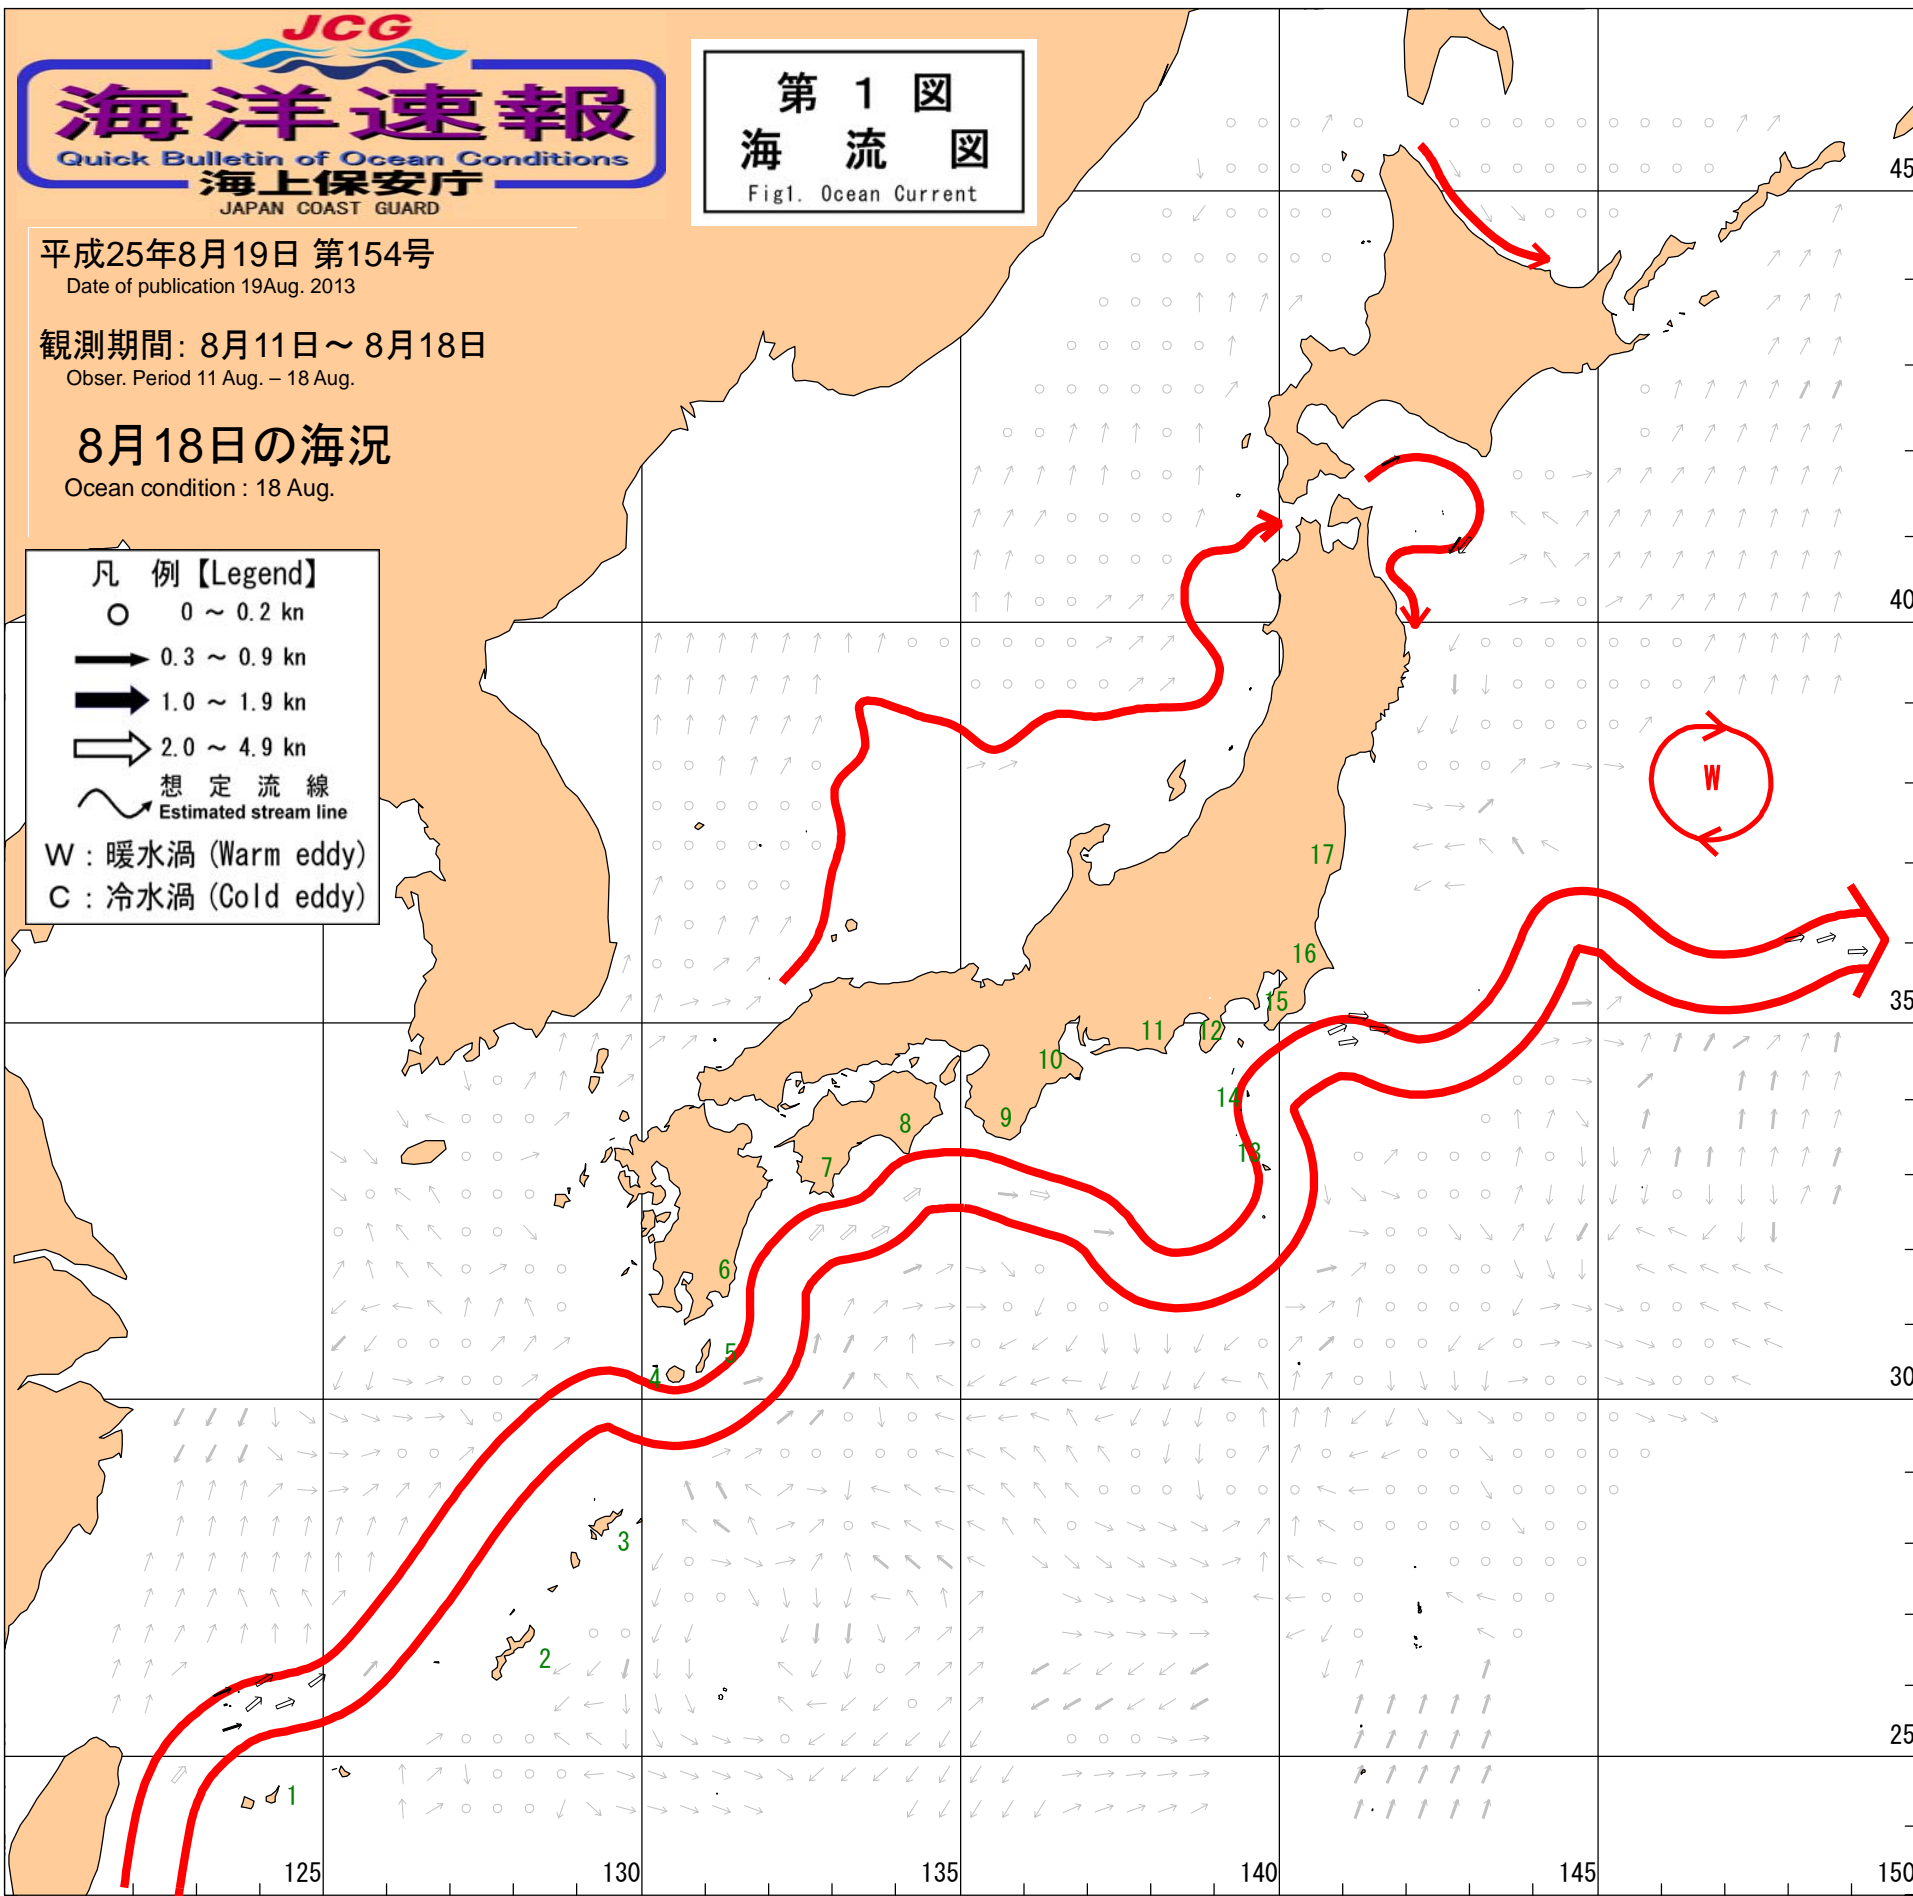 JCG
海洋速報
Quick Bulletin of Ocean Conditions
海上保安庁
JAPAN COAST GUARD
第 1 図
海 流 図
Fig1. Ocean Current
平成25年8月19日 第154号
Date of publication 19Aug. 2013
観測期間: 8月11日～ 8月18日
Obser. Period 11 Aug. – 18 Aug.
8月18日の海況
Ocean condition : 18 Aug.
凡 例【Legend】
0 ～ 0.2 kn
0.3 ～ 0.9 kn
1.0 ～ 1.9 kn
2.0 ～ 4.9 kn
想 定 流 線
Estimated stream line
W : 暖水渦 (Warm eddy)
C : 冷水渦 (Cold eddy)
45
40
W
17
16
35
15
11
12
10
14
9
8
13
7
6
5
4
30
3
2
25
1
125
130
135
140
145
150